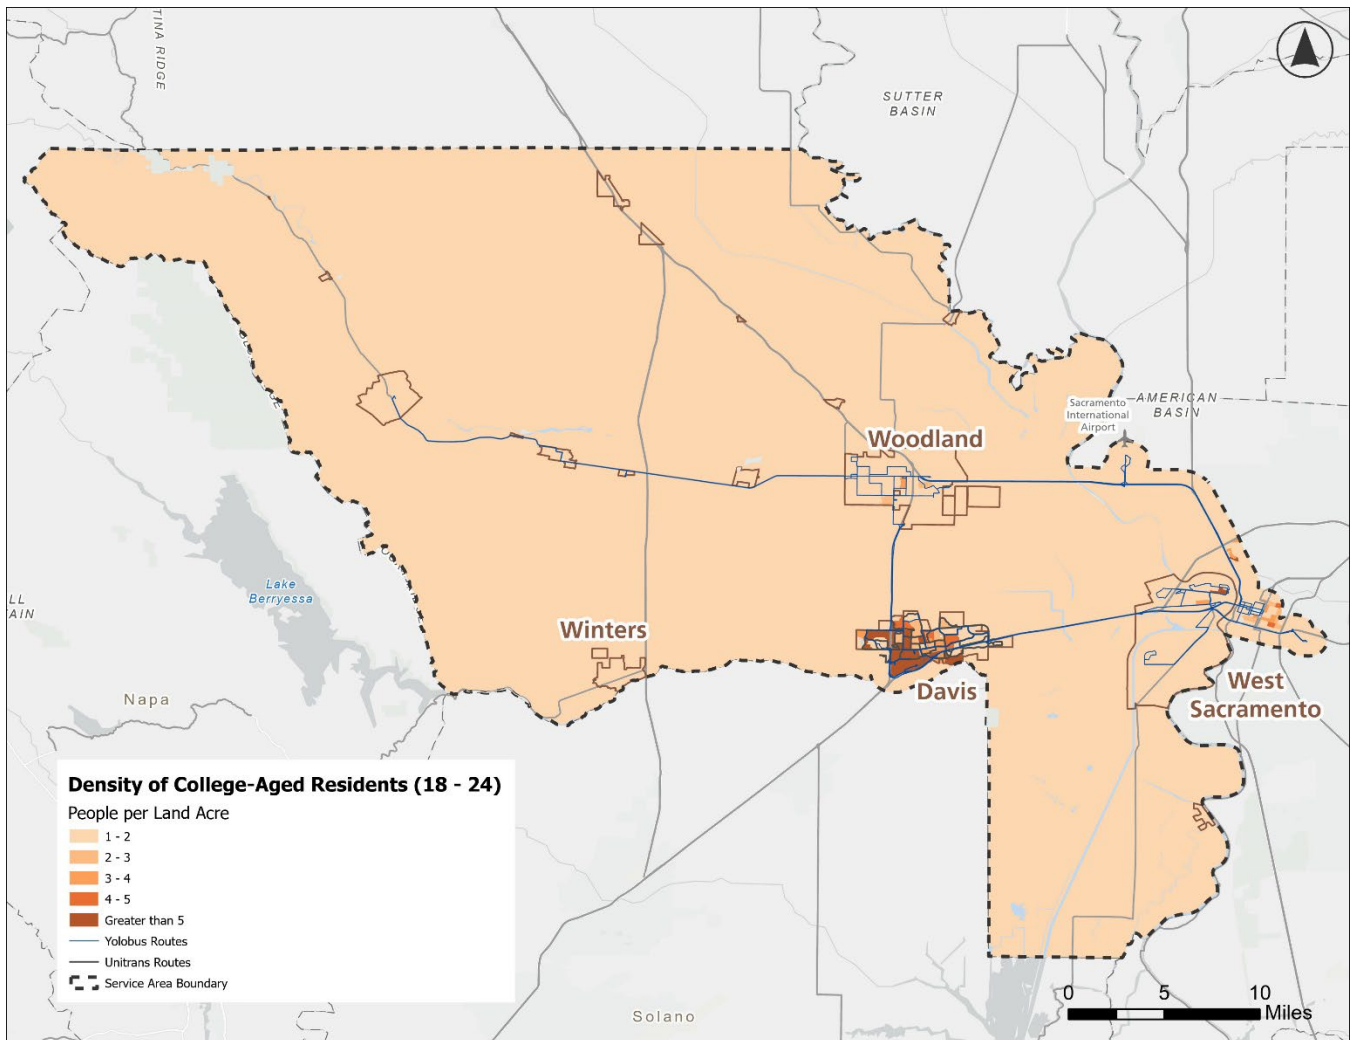 TINA RIDGE
SUTTER
BASIN
AMERICAN
BASIN
Sacramento
International
Airport
Woodland
Lake
Berryessa
Winters
Davis
West
Sacramento
Napa
Density of College-Aged Residents (18 - 24)
People per Land Acre
1 - 2
2 - 3
3 - 4
4 - 5
Greater than 5
Yolobus Routes
Unitrans Routes
Service Area Boundary
Solano
0 5 10
Miles